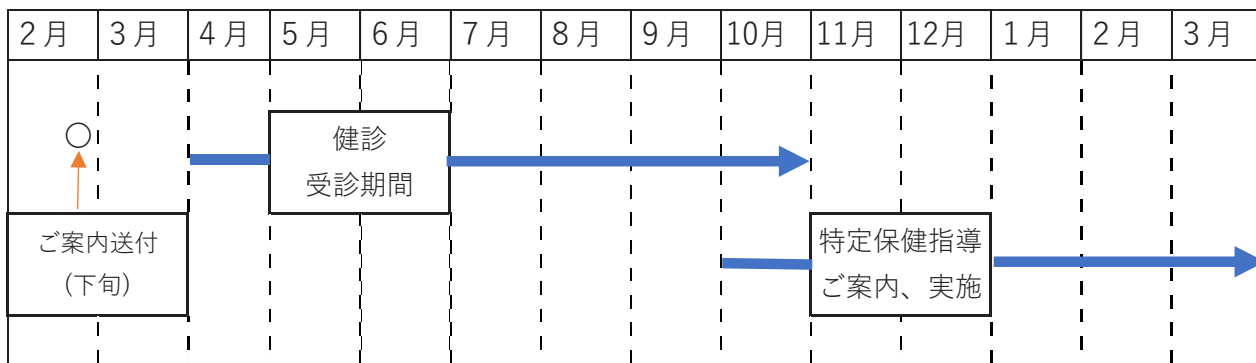 2月 3月 4月 5月 6月 7月 8月 9月 10月 11月 12月 1月 2月 3月
健診
受診期間
ご案内送付
(下旬)
特定保健指導
ご案内、実施